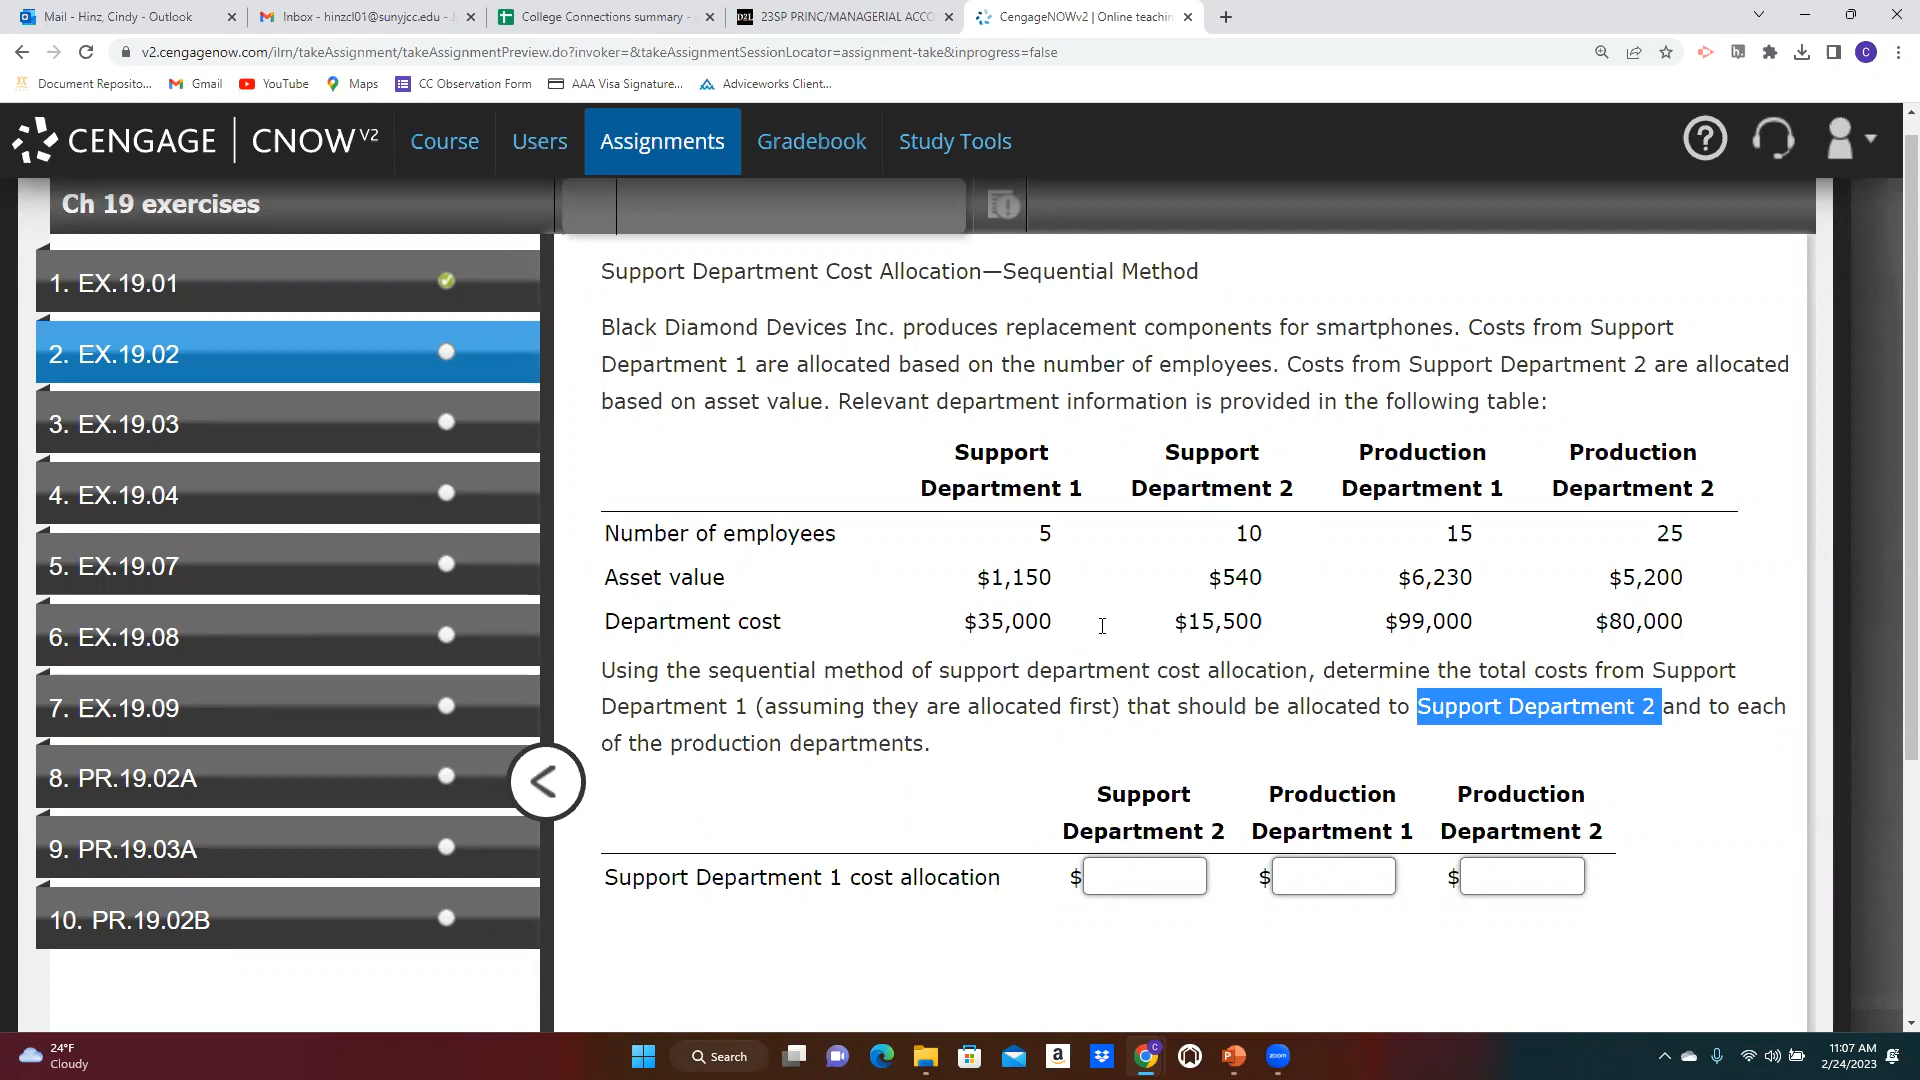 Mail - Hinz, Cindy - Outlook
Inbox - hinzcl01@sunyjcc.edu -
College Connections summary -
23SP PRINC/MANAGERIAL ACCC
CengageNOWv2 | Online teachin
v2.cengagenow.com/ilrn/takeAssignment/takeAssignmentPreview.do?invoker=&takeAssignmentSessionLocator=assignment-take&inprogress=false
C
Document Reposito...
Gmail
YouTube
Maps
CC Observation Form
AAA Visa Signature...
Adviceworks Client...
CENGAGE
CNOWV2
Course
Users
Assignments
Gradebook
Study Tools
Ch 19 exercises
1. EX.19.01
2. EX.19.02
3. EX.19.03
4. EX.19.04
5. EX.19.07
6. EX.19.08
7. EX.19.09
8. PR.19.02A
9. PR.19.03A
10. PR.19.02B
Support Department Cost Allocation—Sequential Method
Black Diamond Devices Inc. produces replacement components for smartphones. Costs from Support
Department 1 are allocated based on the number of employees. Costs from Support Department 2 are allocated
based on asset value. Relevant department information is provided in the following table:
Support Support Production Production
Department 1 Department 2 Department 1 Department 2
Number of employees 5 10 15 25
Asset value $1,150 $540 $6,230 $5,200
Department cost $35,000 $15,500 $99,000 $80,000
Using the sequential method of support department cost allocation, determine the total costs from Support
Department 1 (assuming they are allocated first) that should be allocated to Support Department 2 and to each
of the production departments.
Support Production Production
Department 2 Department 1 Department 2
Support Department 1 cost allocation $ $ $
24°F
Cloudy
Search
zoom
11:07 AM
2/24/2023